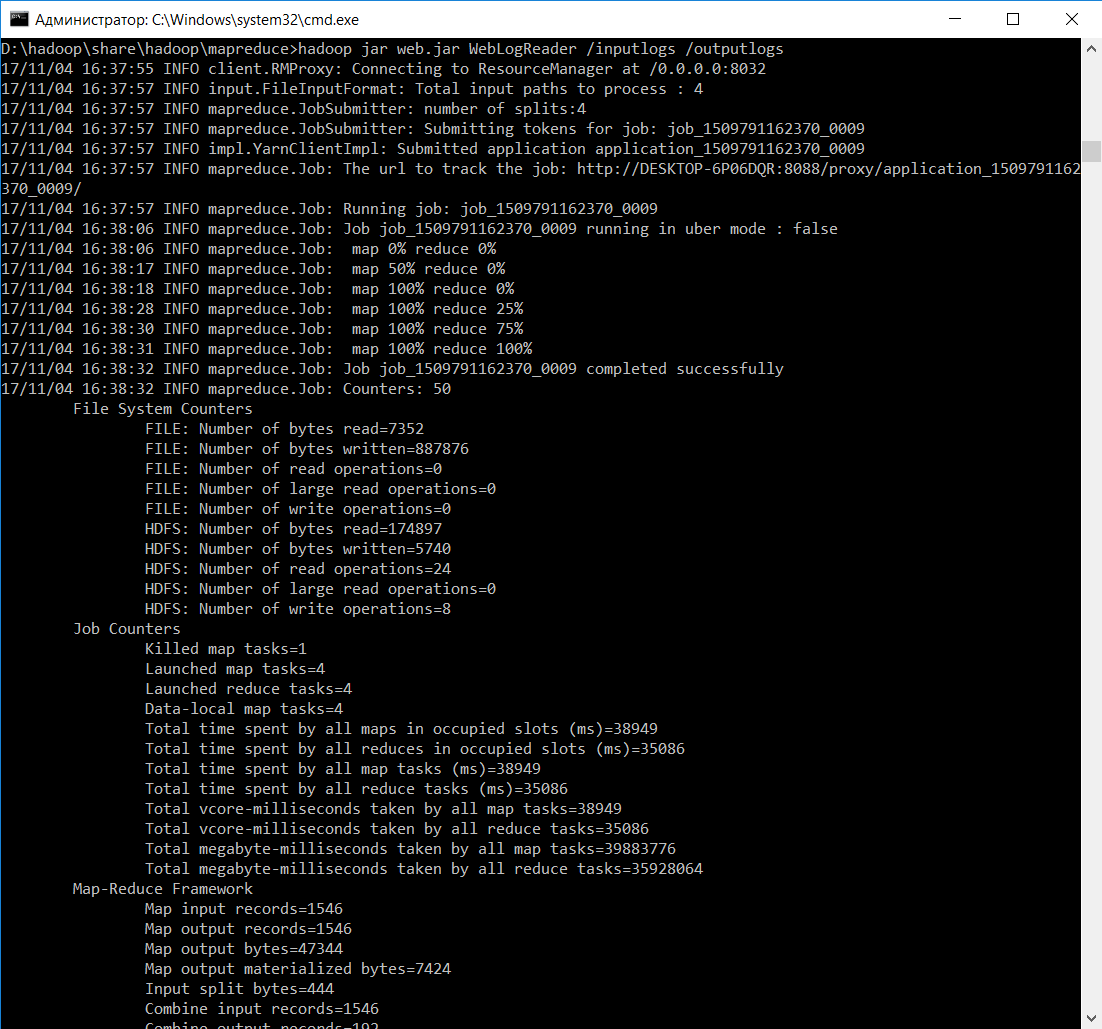 Администратор: C:\Windows\system32\cmd.exe
D:\hadoop\share\hadoop\mapreduce>hadoop jar web.jar WebLogReader /inputlogs /outputlogs
17/11/04 16:37:55 INFO client.RMProxy: Connecting to ResourceManager at /0.0.0.0:8032
17/11/04 16:37:57 INFO input.FileInputFormat: Total input paths to process : 4
17/11/04 16:37:57 INFO mapreduce.JobSubmitter: number of splits:4
17/11/04 16:37:57 INFO mapreduce.JobSubmitter: Submitting tokens for job: job_1509791162370_0009
17/11/04 16:37:57 INFO impl.YarnClientImpl: Submitted application application_1509791162370_0009
17/11/04 16:37:57 INFO mapreduce.Job: The url to track the job: http://DESKTOP-6P06DQR:8088/proxy/application_1509791162
370_0009/
17/11/04 16:37:57 INFO mapreduce.Job: Running job: job_1509791162370_0009
17/11/04 16:38:06 INFO mapreduce.Job: Job job_1509791162370_0009 running in uber mode : false
17/11/04 16:38:06 INFO mapreduce.Job:  map 0% reduce 0%
17/11/04 16:38:17 INFO mapreduce.Job:  map 50% reduce 0%
17/11/04 16:38:18 INFO mapreduce.Job:  map 100% reduce 0%
17/11/04 16:38:28 INFO mapreduce.Job:  map 100% reduce 25%
17/11/04 16:38:30 INFO mapreduce.Job:  map 100% reduce 75%
17/11/04 16:38:31 INFO mapreduce.Job:  map 100% reduce 100%
17/11/04 16:38:32 INFO mapreduce.Job: Job job_1509791162370_0009 completed successfully
17/11/04 16:38:32 INFO mapreduce.Job: Counters: 50
File System Counters
FILE: Number of bytes read=7352
FILE: Number of bytes written=887876
FILE: Number of read operations=0
FILE: Number of large read operations=0
FILE: Number of write operations=0
HDFS: Number of bytes read=174897
HDFS: Number of bytes written=5740
HDFS: Number of read operations=24
HDFS: Number of large read operations=0
HDFS: Number of write operations=8
Job Counters
Killed map tasks=1
Launched map tasks=4
Launched reduce tasks=4
Data-local map tasks=4
Total time spent by all maps in occupied slots (ms)=38949
Total time spent by all reduces in occupied slots (ms)=35086
Total time spent by all map tasks (ms)=38949
Total time spent by all reduce tasks (ms)=35086
Total vcore-milliseconds taken by all map tasks=38949
Total vcore-milliseconds taken by all reduce tasks=35086
Total megabyte-milliseconds taken by all map tasks=39883776
Total megabyte-milliseconds taken by all reduce tasks=35928064
Map-Reduce Framework
Map input records=1546
Map output records=1546
Map output bytes=47344
Map output materialized bytes=7424
Input split bytes=444
Combine input records=1546
Combine output records=192